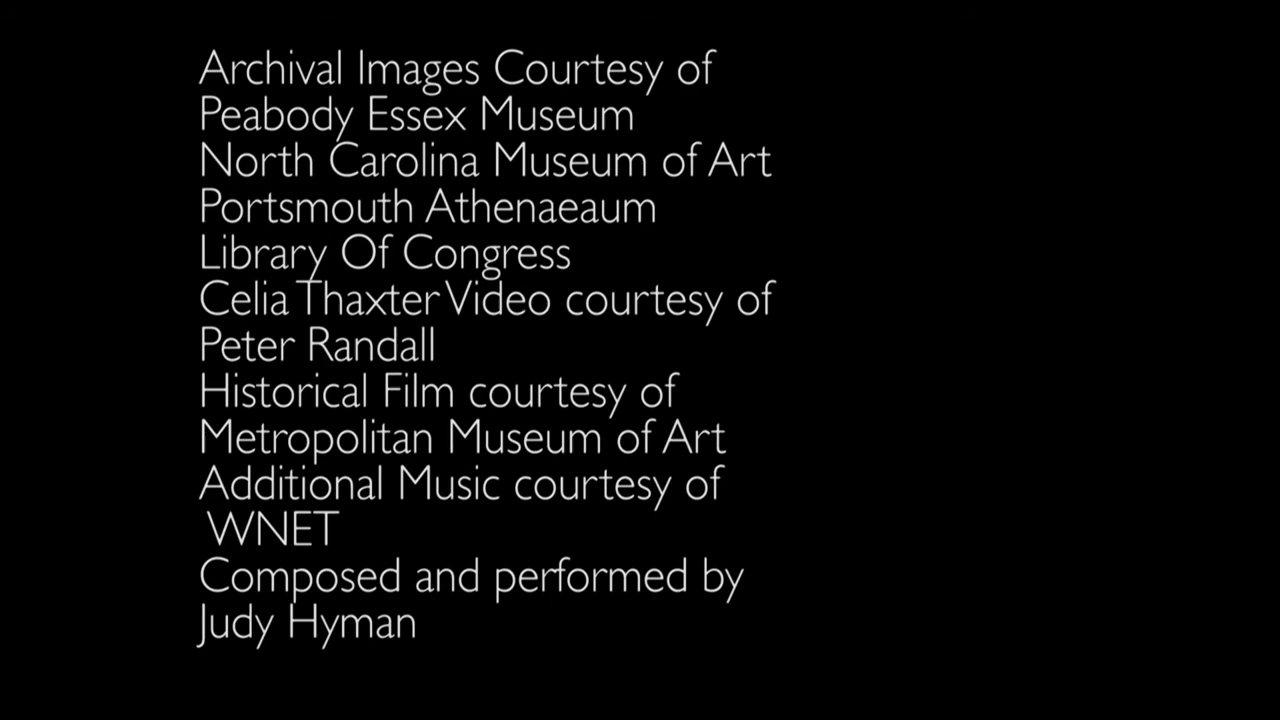 Archival Images Courtesy of
Peabody Essex Museum
North Carolina Museum of Art
Portsmouth Athenaeaum
Library Of Congress
Celia Thaxter Video courtesy of
Peter Randall
Historical Film courtesy of
Metropolitan Museum of Art
Additional Music courtesy of
WNET
Composed and performed by
Judy Hyman